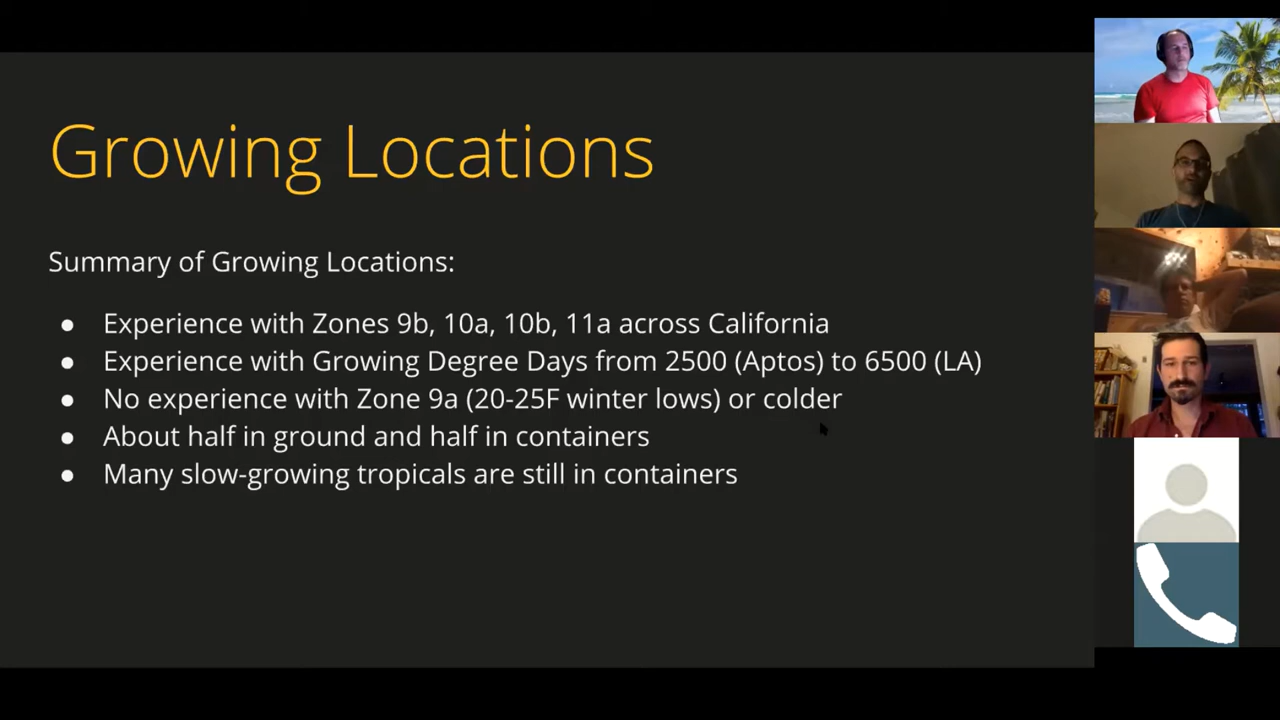 Growing Locations
Summary of Growing Locations:
● Experience with Zones 9b, 10a, 10b, 11a across California
● Experience with Growing Degree Days from 2500 (Aptos) to 6500 (LA)
● No experience with Zone 9a (20-25F winter lows) or colder
● About half in ground and half in containers
● Many slow-growing tropicals are still in containers